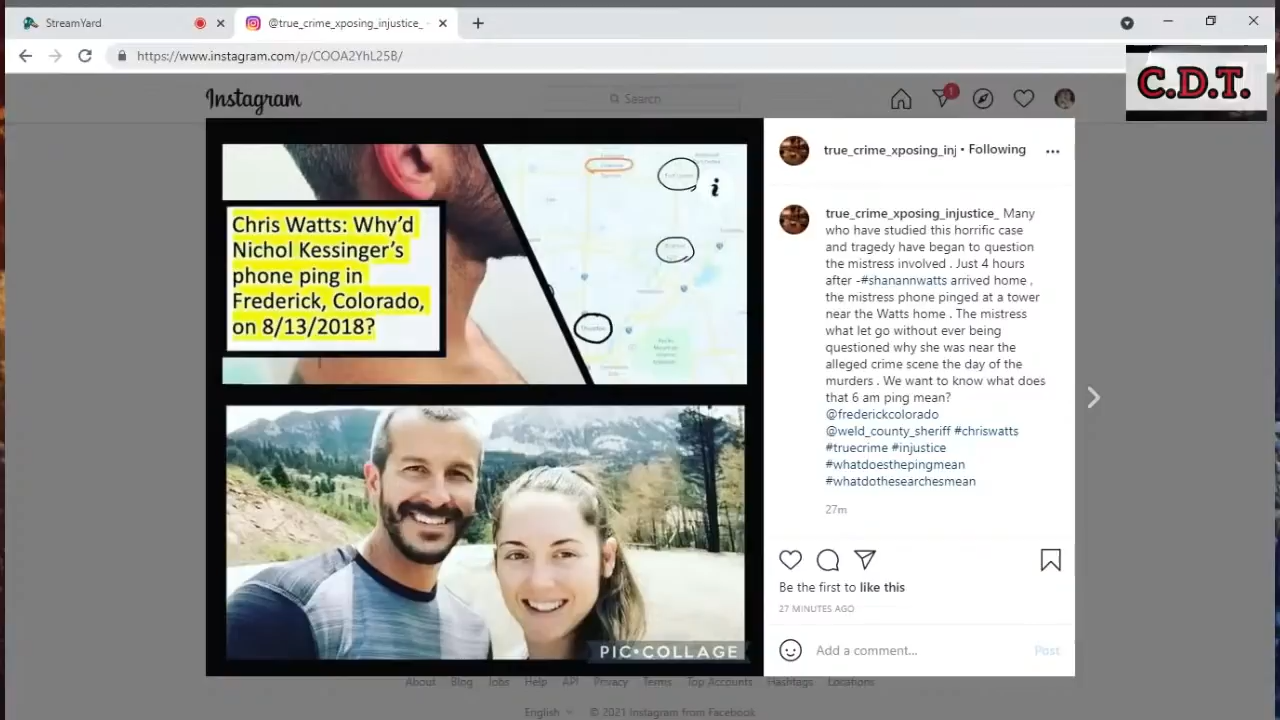 StreamYard
@true_crime_xposing_injustice_ -
https://www.instagram.com/p/COOA2YhL25B/
C.D.T.
Instagram
Search
1
Chris Watts: Why'd
Nichol Kessinger's
phone ping in
Frederick, Colorado,
on 8/13/2018?
i
PIC•COLLAGE
true_crime_xposing_inj • Following
true_crime_xposing_injustice_ Many
who have studied this horrific case
and tragedy have began to question
the mistress involved . Just 4 hours
after -#shanannwatts arrived home ,
the mistress phone pinged at a tower
near the Watts home . The mistress
what let go without ever being
questioned why she was near the
alleged crime scene the day of the
murders . We want to know what does
that 6 am ping mean?
@frederickcolorado
@weld_county_sheriff #chriswatts
#truecrime #injustice
#whatdoesthepingmean
#whatdothesearchesmean
27m
Be the first to like this
27 MINUTES AGO
Add a comment... Post
About Blog Jobs Help API Privacy Terms Top Accounts Hashtags Locations
English © 2021 Instagram from Facebook